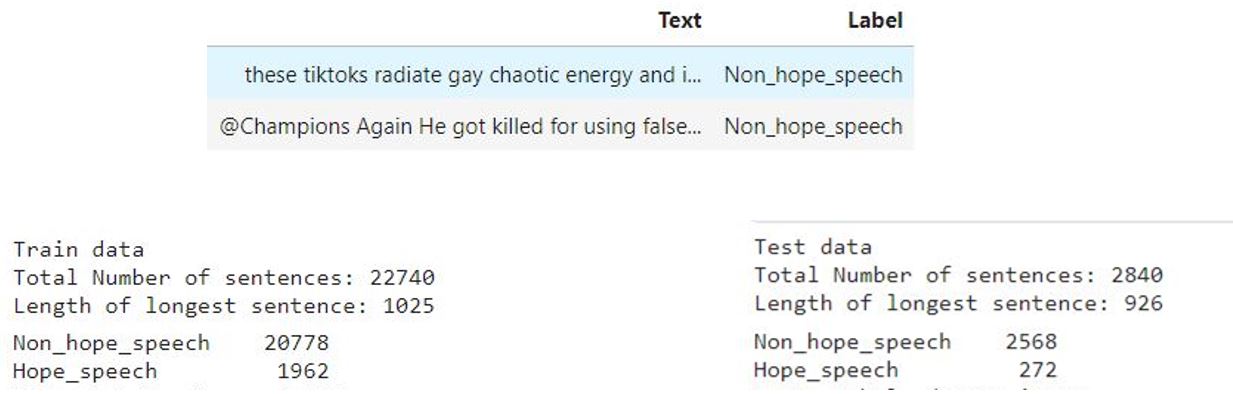 Text Label
these tiktoks radiate gay chaotic energy and i... Non_hope_speech
@Champions Again He got killed for using false... Non_hope_speech
Train data
Total Number of sentences: 22740
Length of longest sentence: 1025
Non_hope_speech 20778
Hope_speech 1962
Test data
Total Number of sentences: 2840
Length of longest sentence: 926
Non_hope_speech 2568
Hope_speech 272